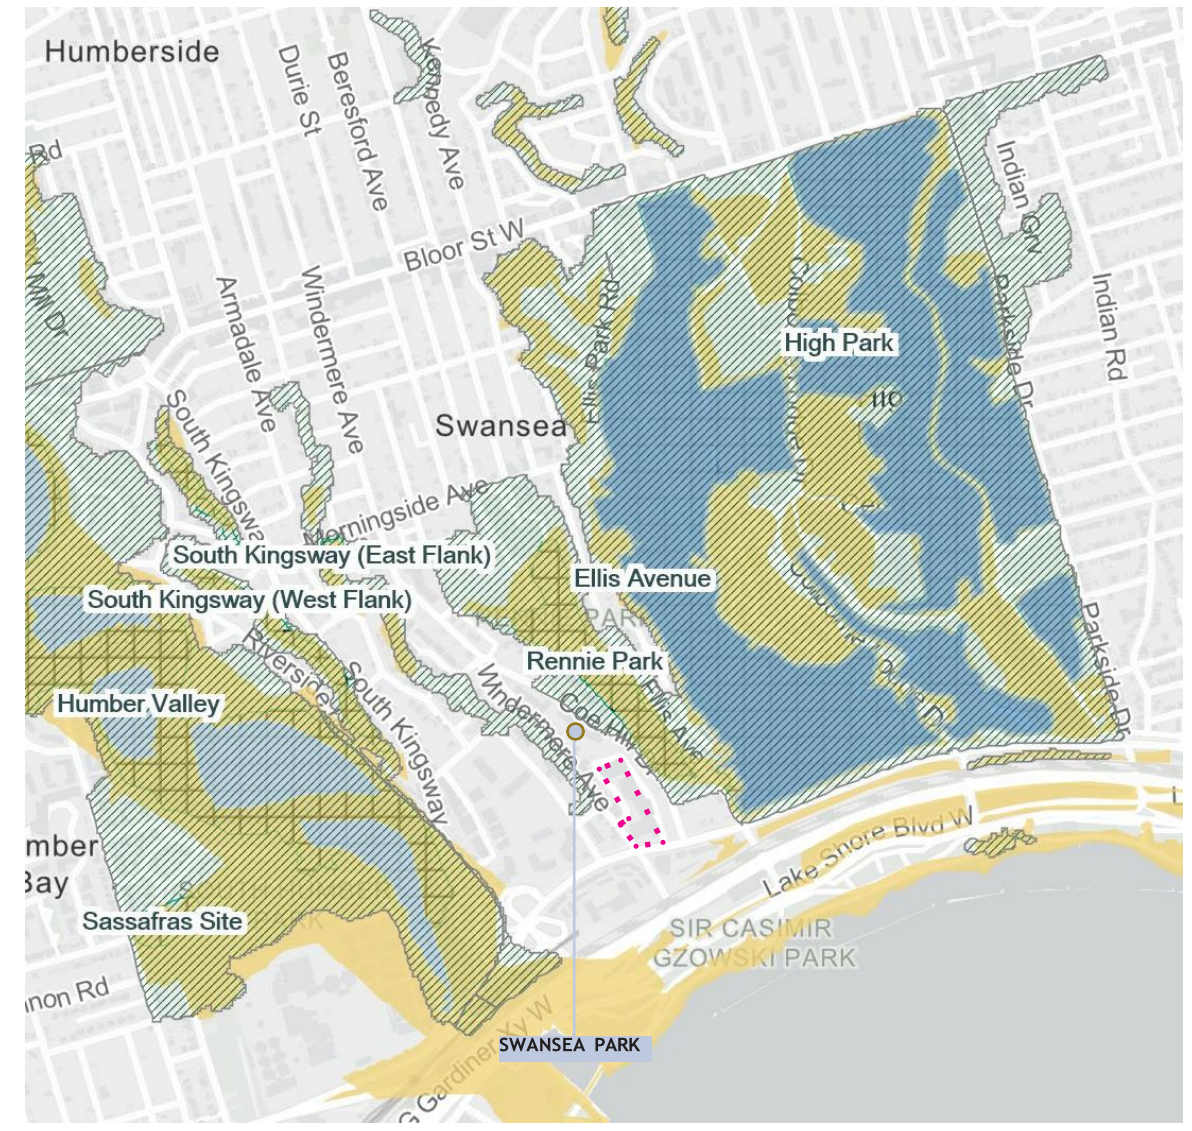 Humberside
Durie St
Beresford Ave
Kennedy Ave
Rd
Indian Grv
Bloor St W
Mill Dr
Armadale Ave
Windermere Ave
Ellis Park Rd
Parkside Dr
Indian Rd
High Park
South Kingsway
Swansea
Morningside Ave
South Kingsway (East Flank)
Ellis Avenue
South Kingsway (West Flank)
PARK
Parkside Dr
Riverside
Rennie Park
South Kingsway
Windermere Ave
Coe Hill Dr
Ellis Ave
Humber Valley
mber
Bay
Lake Shore Blvd W
Sassafras Site
SIR CASIMIR
GZOWSKI PARK
non Rd
SWANSEA PARK
G Gardiner Xy W